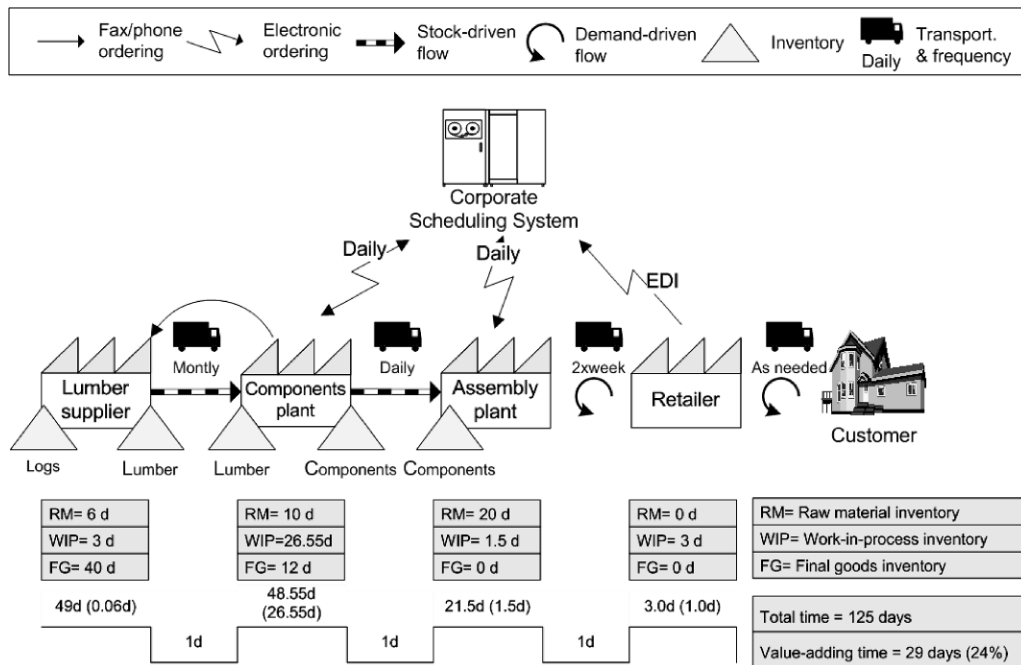 Fax/phone
ordering
Electronic
ordering
Stock-driven
flow
Demand-driven
flow
Inventory
Daily
Transport.
& frequency
Corporate
Scheduling System
Daily
Daily
EDI
Montly
Daily
2xweek
As needed
Lumber
supplier
Components
plant
Assembly
plant
Retailer
Customer
Logs
Lumber
Lumber
Components
Components
RM= 6 d
WIP= 3 d
FG= 40 d
RM= 10 d
WIP=26.55d
FG= 12 d
RM= 20 d
WIP= 1.5 d
FG= 0 d
RM= 0 d
WIP= 3 d
FG= 0 d
RM= Raw material inventory
WIP= Work-in-process inventory
FG= Final goods inventory
49d (0.06d)
48.55d
(26.55d)
21.5d (1.5d)
3.0d (1.0d)
1d
1d
1d
Total time = 125 days
Value-adding time = 29 days (24%)